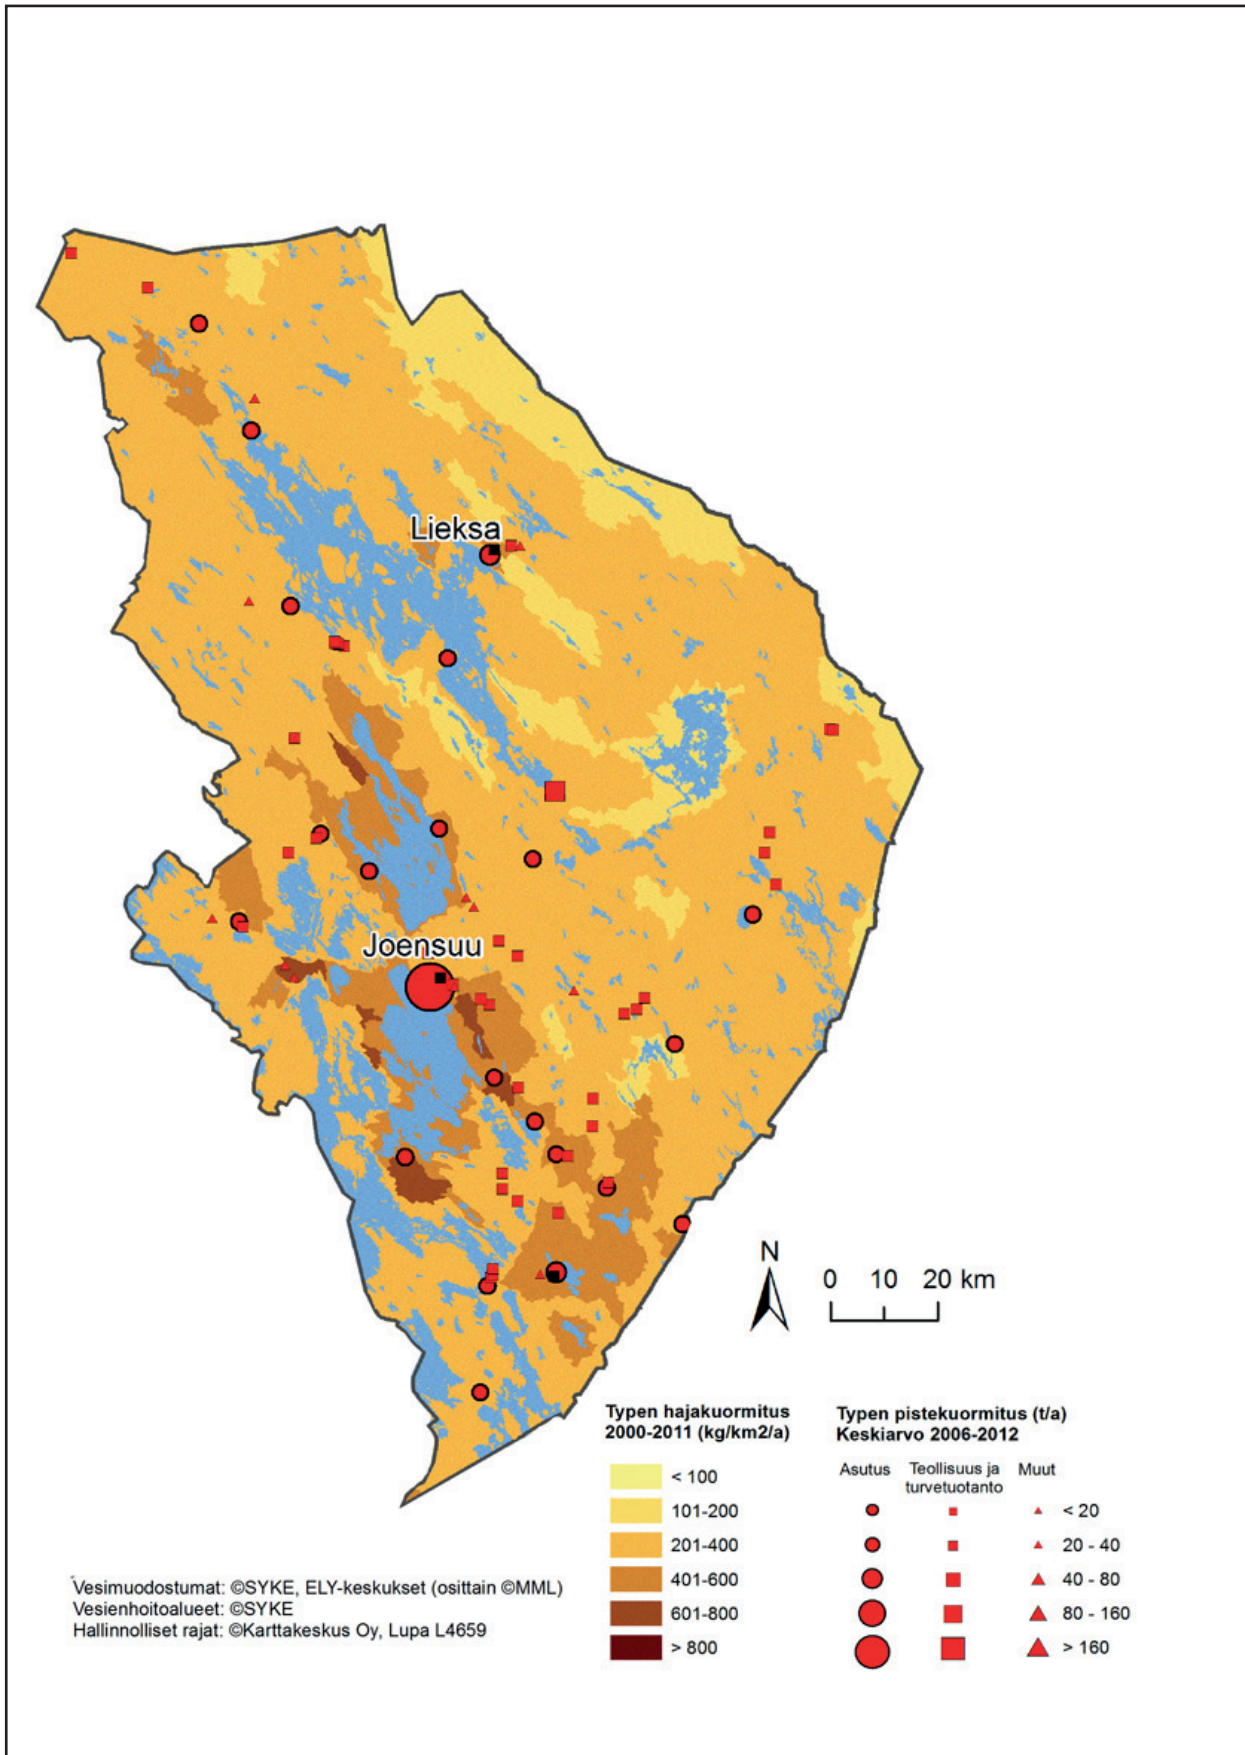 Lieksa
Joensuu
N
0 10 20 km
Typen hajakuormitus
2000-2011 (kg/km2/a)
< 100
101-200
201-400
401-600
601-800
> 800
Typen pistekuormitus (t/a)
Keskiarvo 2006-2012
Asutus
Teollisuus ja
turvetuotanto
Muut
< 20
20 - 40
40 - 80
80 - 160
> 160
Vesimuodostumat: ©SYKE, ELY-keskukset (osittain ©MML)
Vesienhoitoalueet: ©SYKE
Hallinnolliset rajat: ©Karttakeskus Oy, Lupa L4659